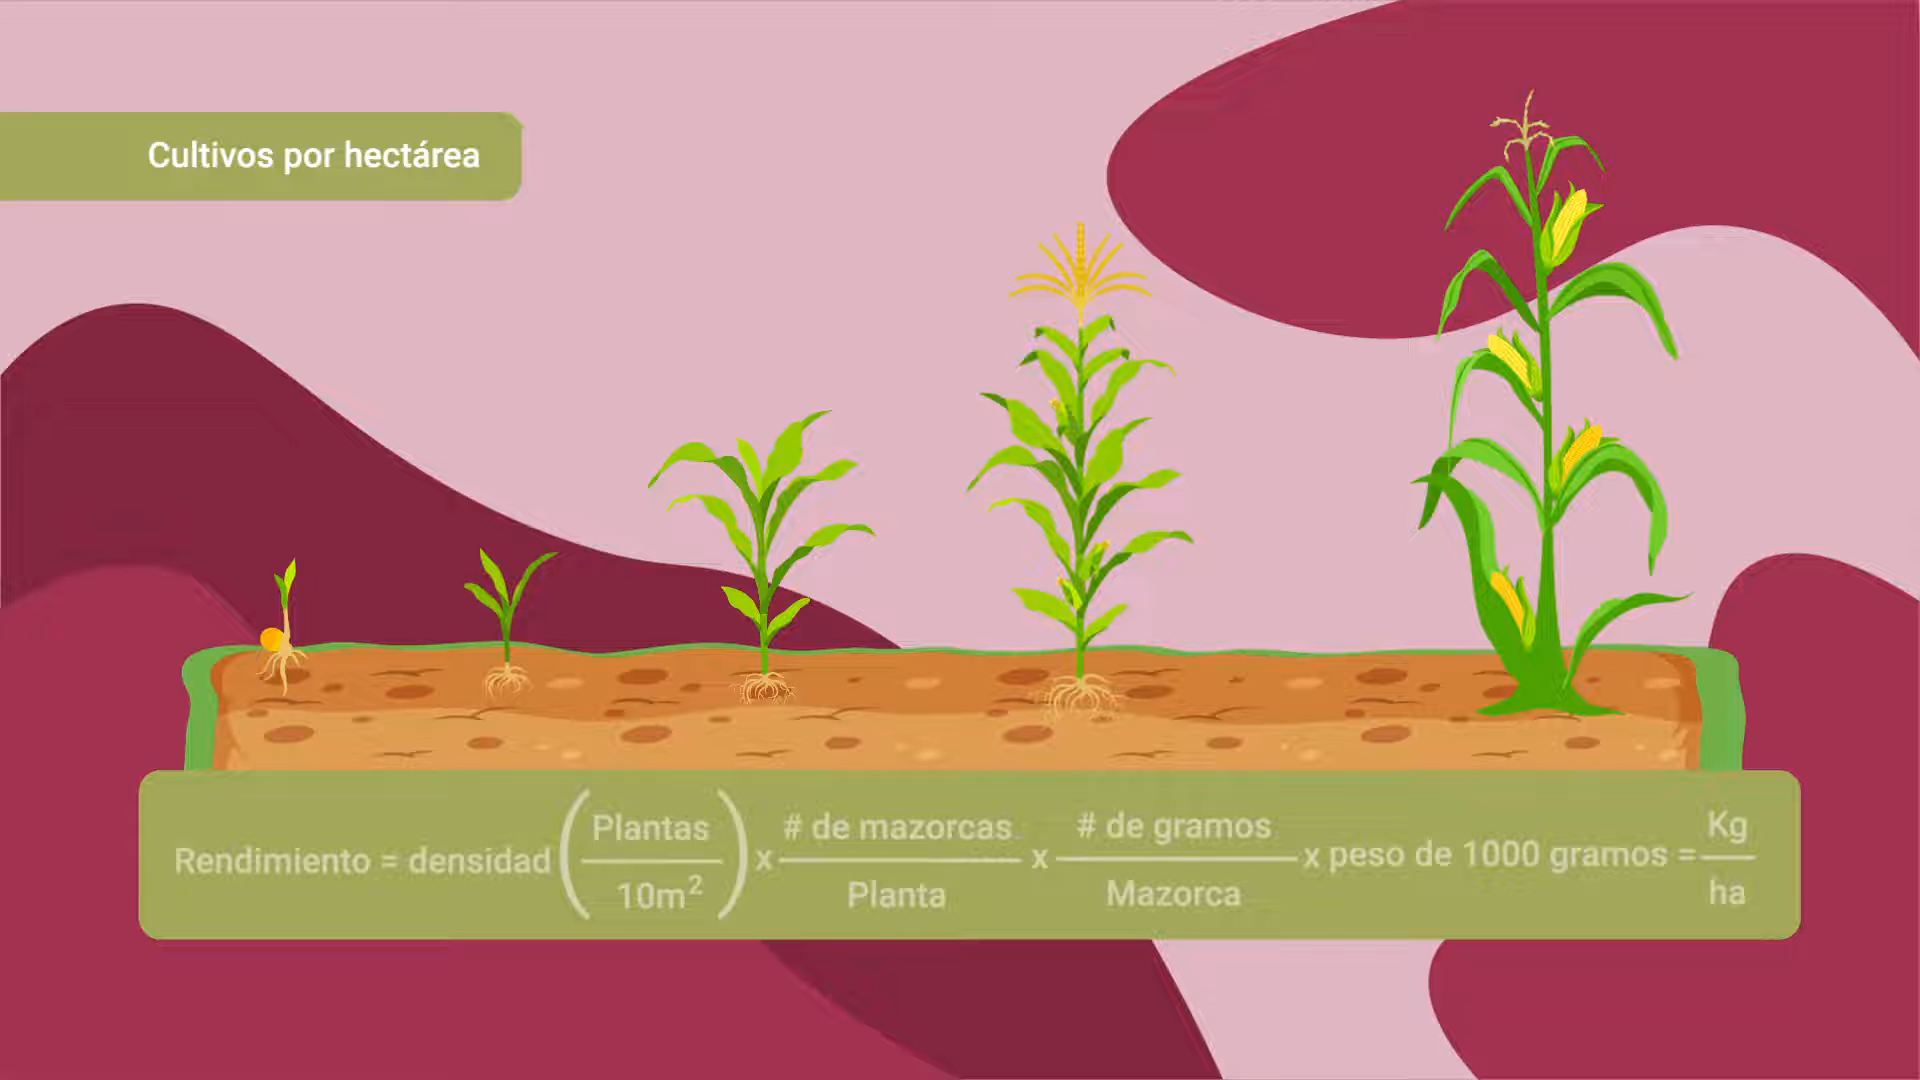 Cultivos por hectárea
Rendimiento = densidad (Plantas / 10m²) x # de mazorcas / Planta x # de gramos / Mazorca x peso de 1000 gramos = Kg / ha